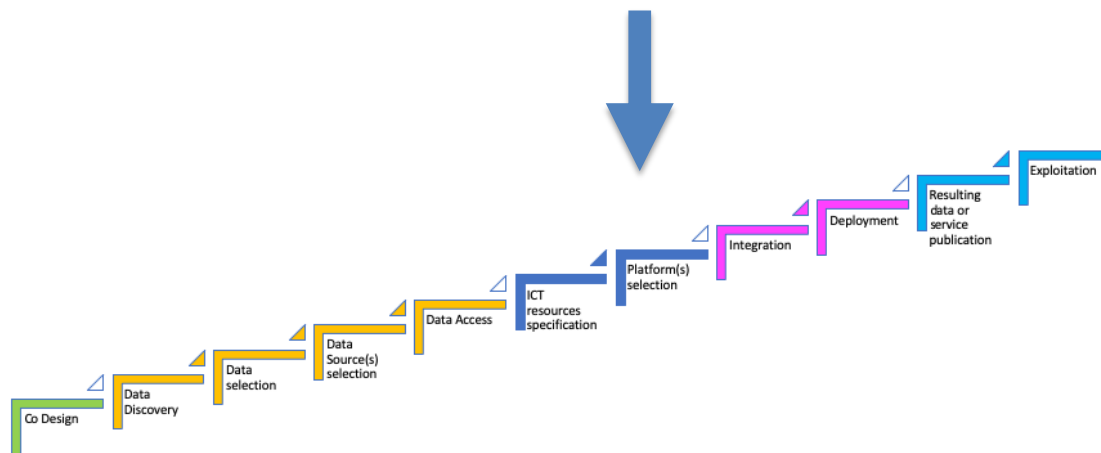 Co Design
Data
Discovery
Data
selection
Data
Source(s)
selection
Data Access
ICT
resources
specification
Platform(s)
selection
Integration
Deployment
Resulting
data or
service
publication
Exploitation